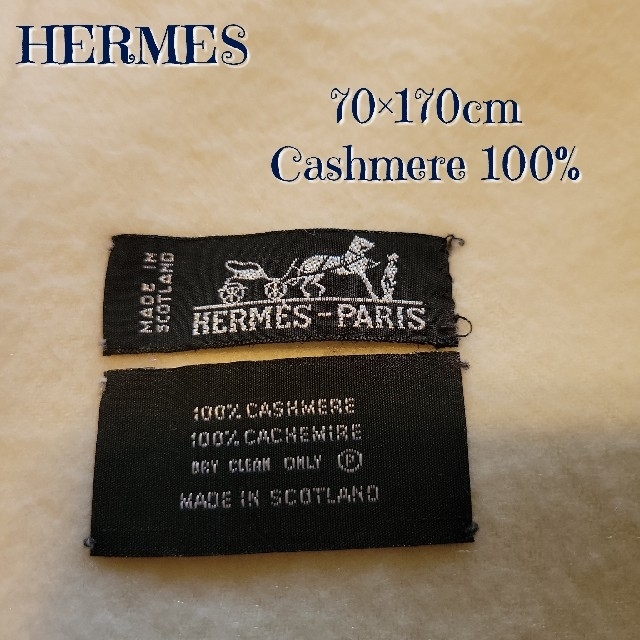 HERMES
70×170cm
Cashmere 100%
MADE IN
SCOTLAND
HERMÈS-PARIS
100% CASHMERE
100% CACHEMIRE
DRY CLEAN ONLY Ⓟ
MADE IN SCOTLAND